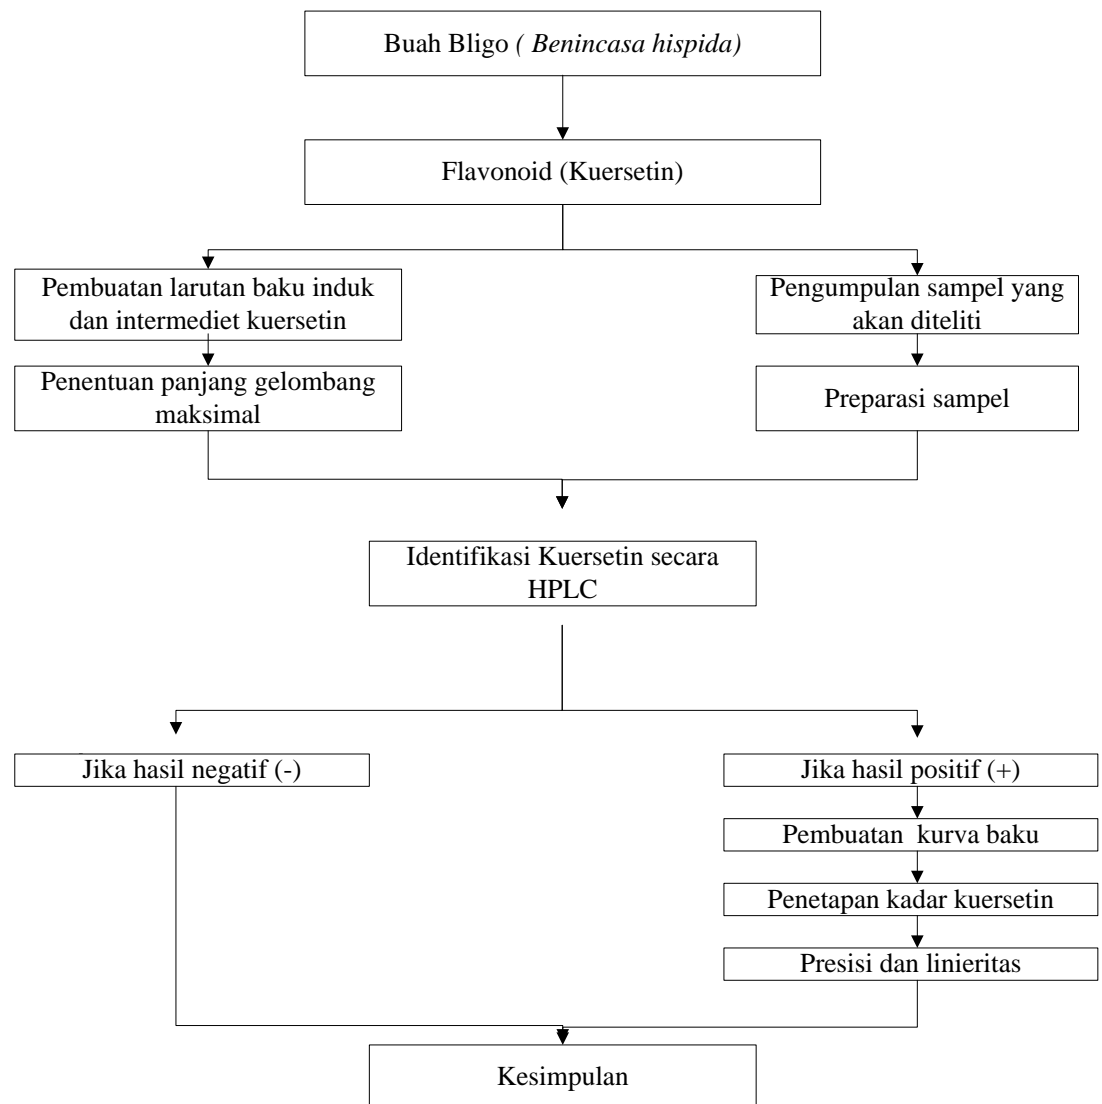 Buah Bligo ( Benincasa hispida)
Flavonoid (Kuersetin)
Pembuatan larutan baku induk
dan intermediet kuersetin
Pengumpulan sampel yang
akan diteliti
Penentuan panjang gelombang
maksimal
Preparasi sampel
Identifikasi Kuersetin secara
HPLC
Jika hasil negatif (-)
Jika hasil positif (+)
Pembuatan kurva baku
Penetapan kadar kuersetin
Presisi dan linieritas
Kesimpulan